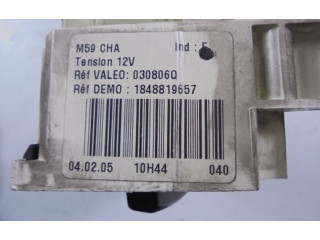 M59 CHA Ind : F
Tension 12V
Réf VALEO: 030806Q
Réf DEMO : 1848819657
04.02.05 10H44 040